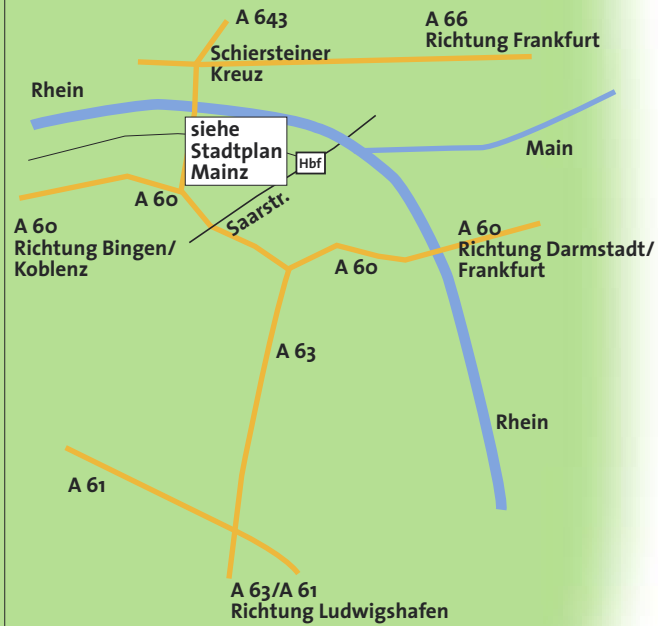 A 643
A 66
Richtung Frankfurt
Schiersteiner
Kreuz
Rhein
siehe
Stadtplan
Mainz
Hbf
Main
A 60
Saarstr.
A 60
Richtung Bingen/
Koblenz
A 60
Richtung Darmstadt/
Frankfurt
A 60
A 63
Rhein
A 61
A 63/A 61
Richtung Ludwigshafen